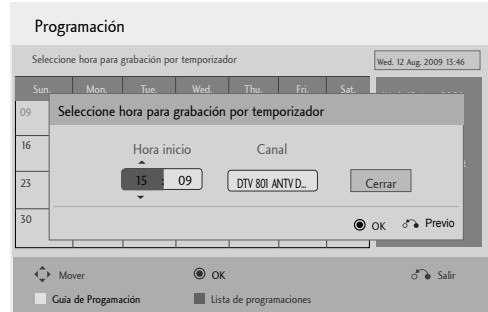 Programación
Seleccione hora para grabación por temporizador
Wed. 12 Aug. 2009 13:46
Sun. Mon. Tue. Wed. Thu. Fri. Sat.
09
Seleccione hora para grabación por temporizador
16
Hora inicio Canal
23
15 : 09 DTV 801 ANTV D... Cerrar
30
OK Previo
Mover OK Salir
Guía de Progamación Lista de programaciones